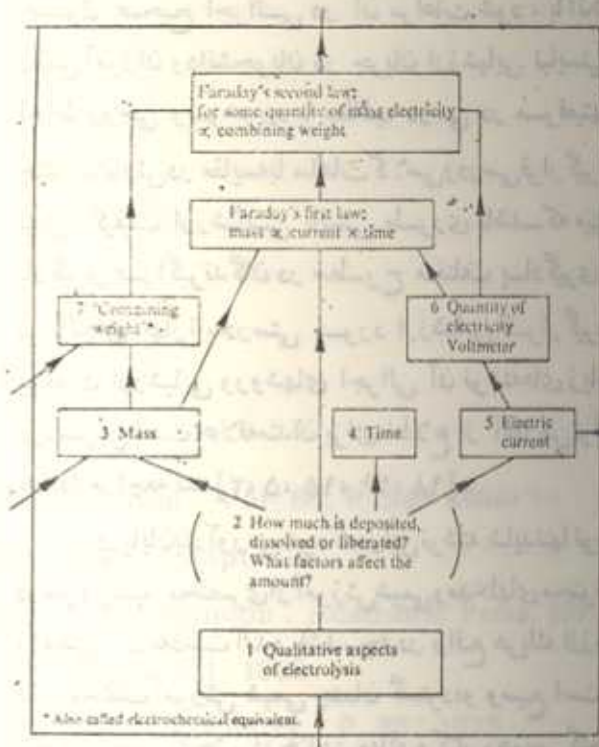 Faraday's second law:
for some quantity of mass electricity
∝ combining weight
Faraday's first law:
mass ∝ current × time
7 "Combining
weight"*
6 Quantity of
electricity
Voltmeter
3 Mass
4 Time
5 Electric
current
2 How much is deposited,
dissolved or liberated?
What factors affect the
amount?
1 Qualitative aspects
of electrolysis
* Also called electrochemical equivalent.